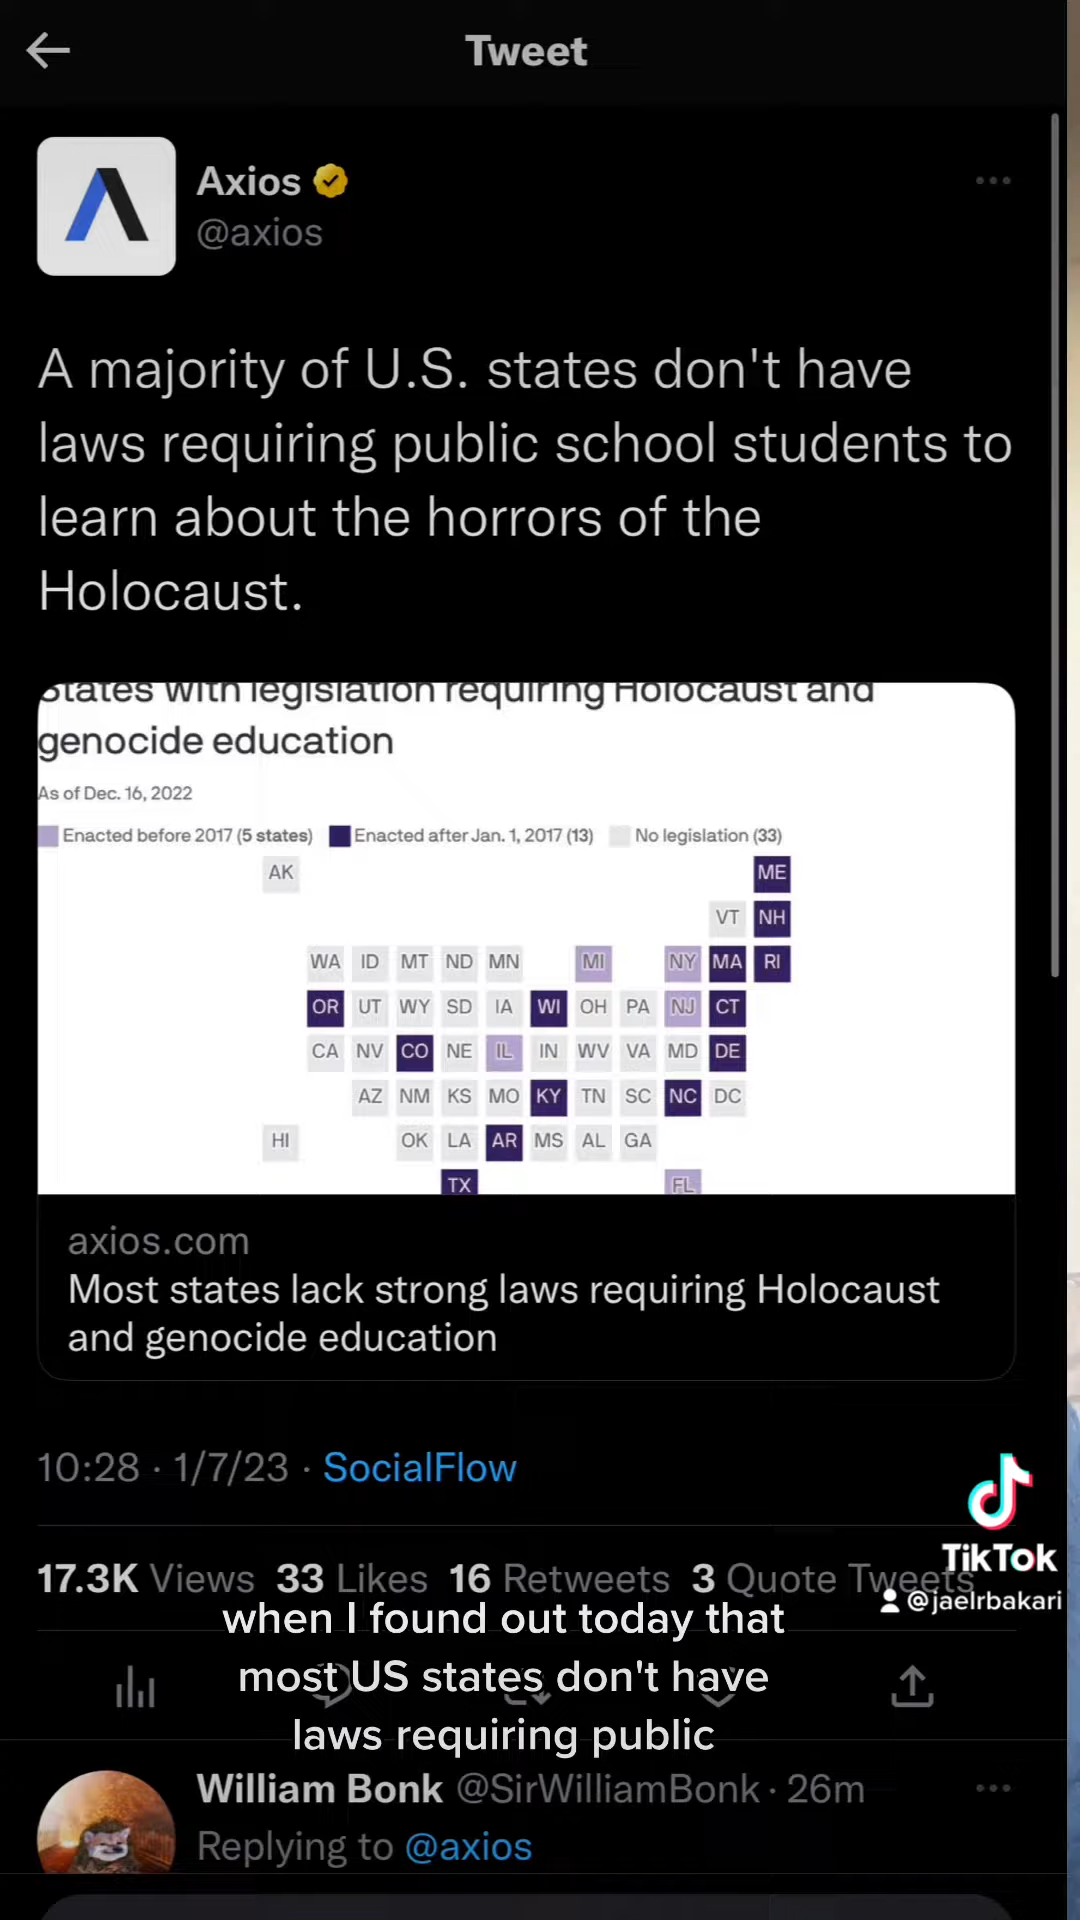 Tweet
Axios
@axios
A majority of U.S. states don't have
laws requiring public school students to
learn about the horrors of the
Holocaust.
States with legislation requiring Holocaust and
genocide education
As of Dec. 16, 2022
Enacted before 2017 (5 states) Enacted after Jan. 1, 2017 (13) No legislation (33)
AK ME
VT NH
WA ID MT ND MN MI NY MA RI
OR UT WY SD IA WI OH PA NJ CT
CA NV CO NE IL IN WV VA MD DE
AZ NM KS MO KY TN SC NC DC
HI OK LA AR MS AL GA
TX FL
axios.com
Most states lack strong laws requiring Holocaust
and genocide education
10:28 · 1/7/23 · SocialFlow
TikTok
@jaelrbakari
17.3K Views 33 Likes 16 Retweets 3 Quote Tweets
when I found out today that
most US states don't have
laws requiring public
William Bonk @SirWilliamBonk · 26m
Replying to @axios